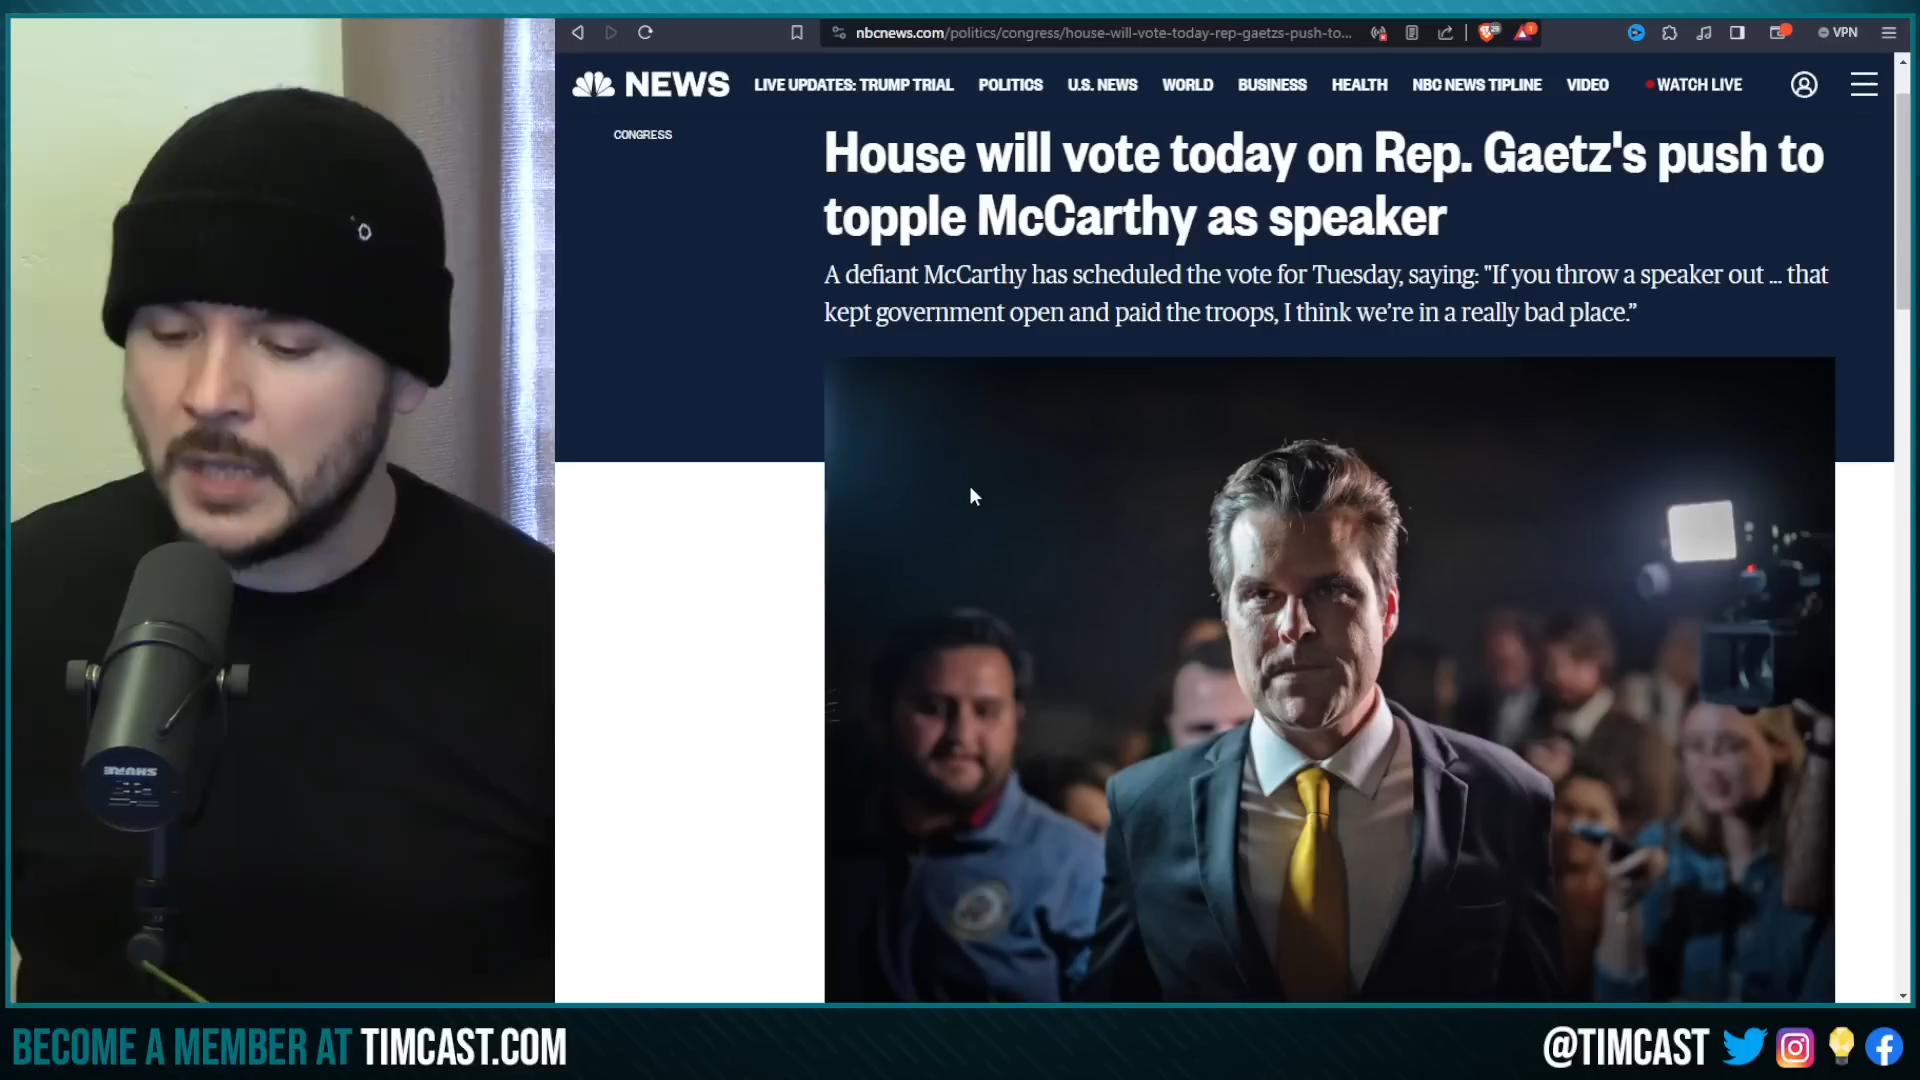 nbcnews.com/politics/congress/house-will-vote-today-rep-gaetzs-push-to...
VPN
NEWS
LIVE UPDATES: TRUMP TRIAL POLITICS U.S. NEWS WORLD BUSINESS HEALTH NBC NEWS TIPLINE VIDEO WATCH LIVE
CONGRESS
House will vote today on Rep. Gaetz's push to
topple McCarthy as speaker
A defiant McCarthy has scheduled the vote for Tuesday, saying: "If you throw a speaker out ... that
kept government open and paid the troops, I think we're in a really bad place.”
SHURE
BECOME A MEMBER AT TIMCAST.COM
@TIMCAST